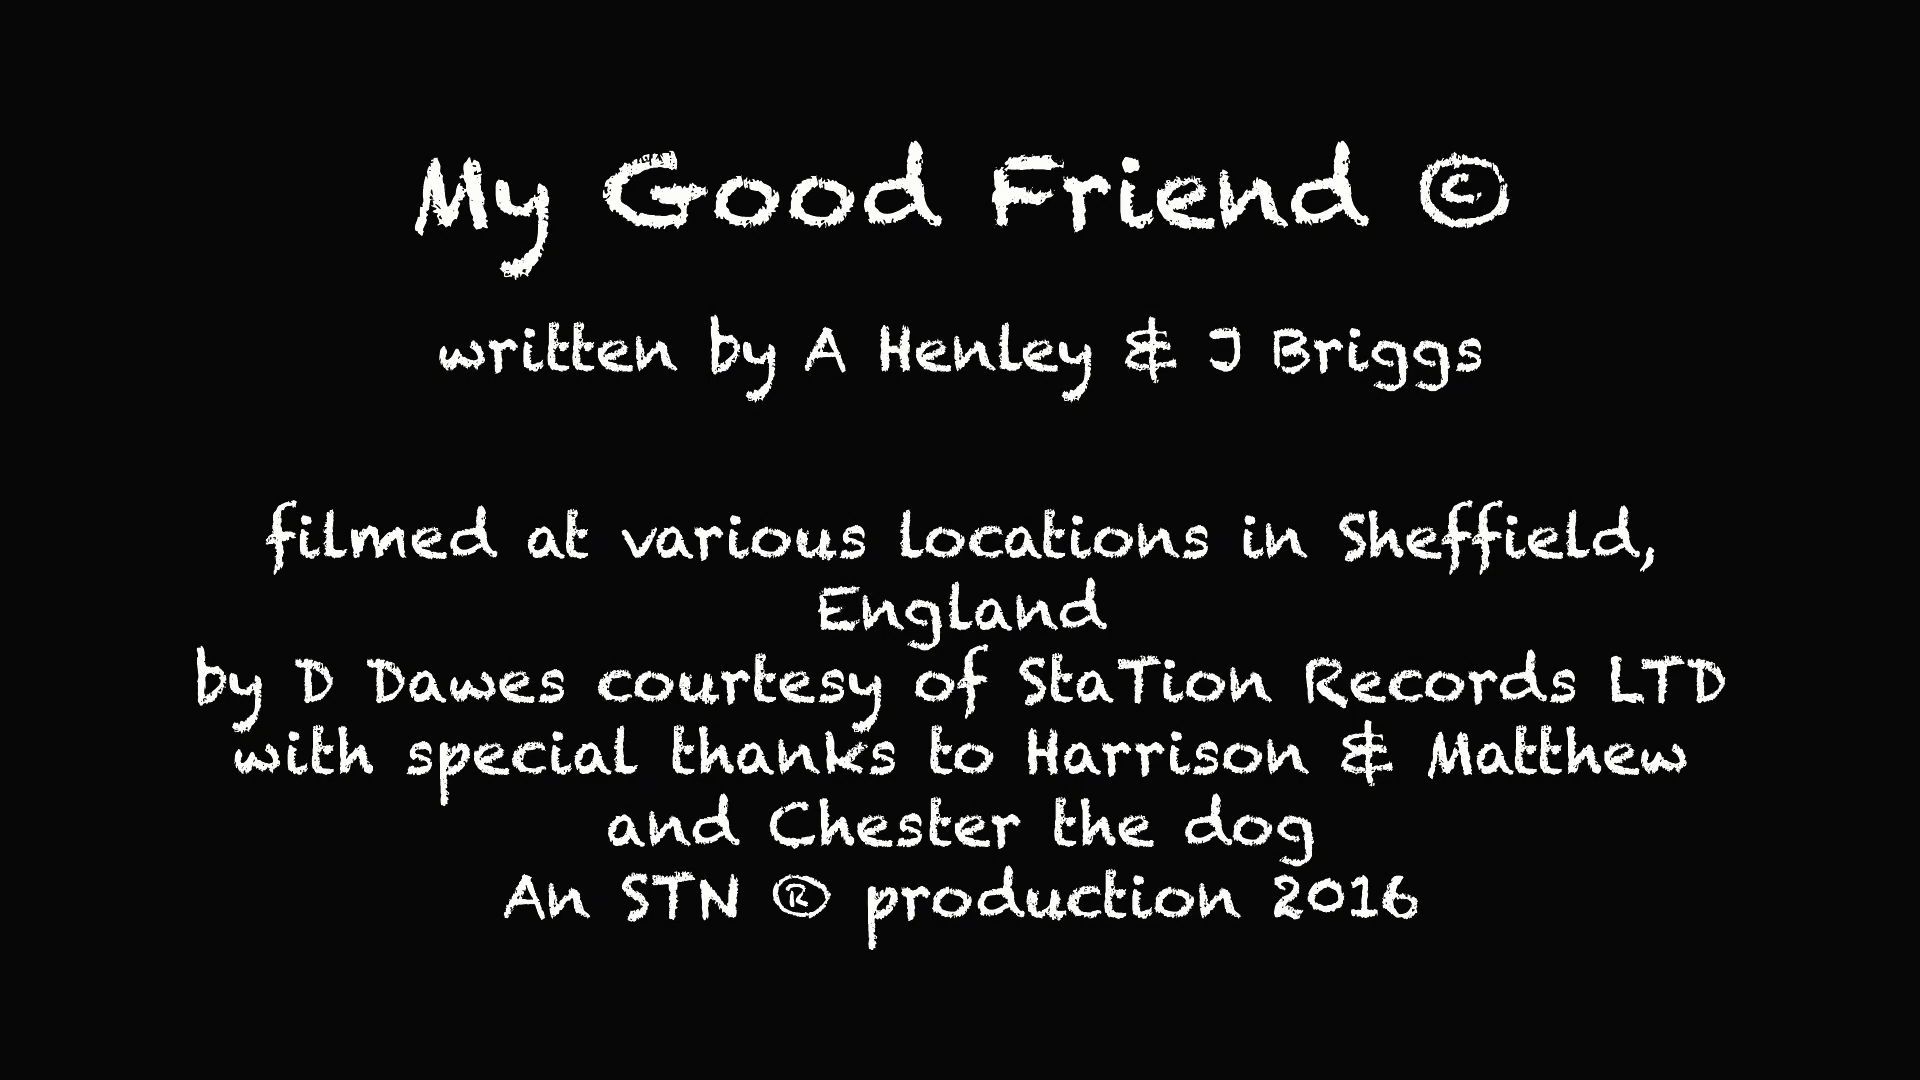 My Good Friend ©
written by A Henley & J Briggs
filmed at various locations in Sheffield,
England
by D Dawes courtesy of StaTion Records LTD
with special thanks to Harrison & Matthew
and Chester the dog
An STN ® production 2016